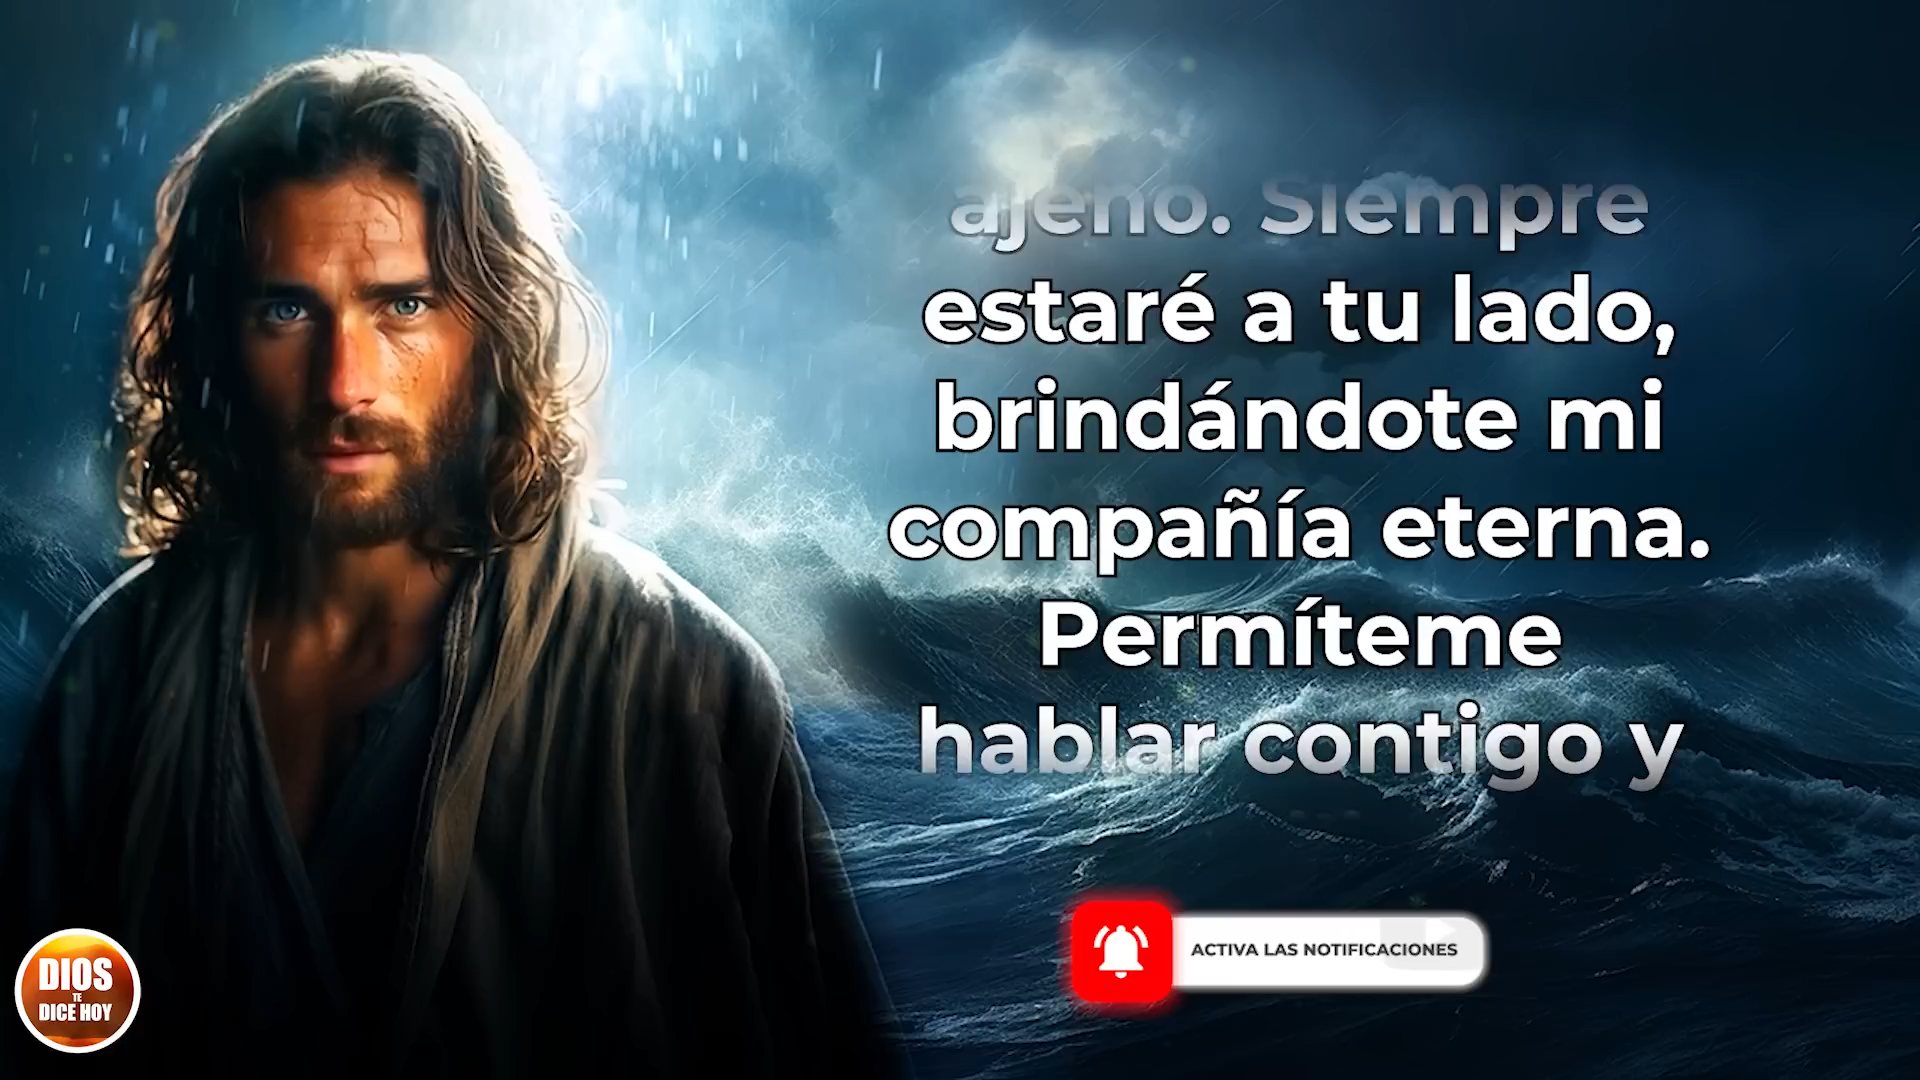 ajeno. Siempre
estaré a tu lado,
brindándote mi
compañía eterna.
Permíteme
hablar contigo y
ACTIVA LAS NOTIFICACIONES
DIOS
TE
DICE HOY